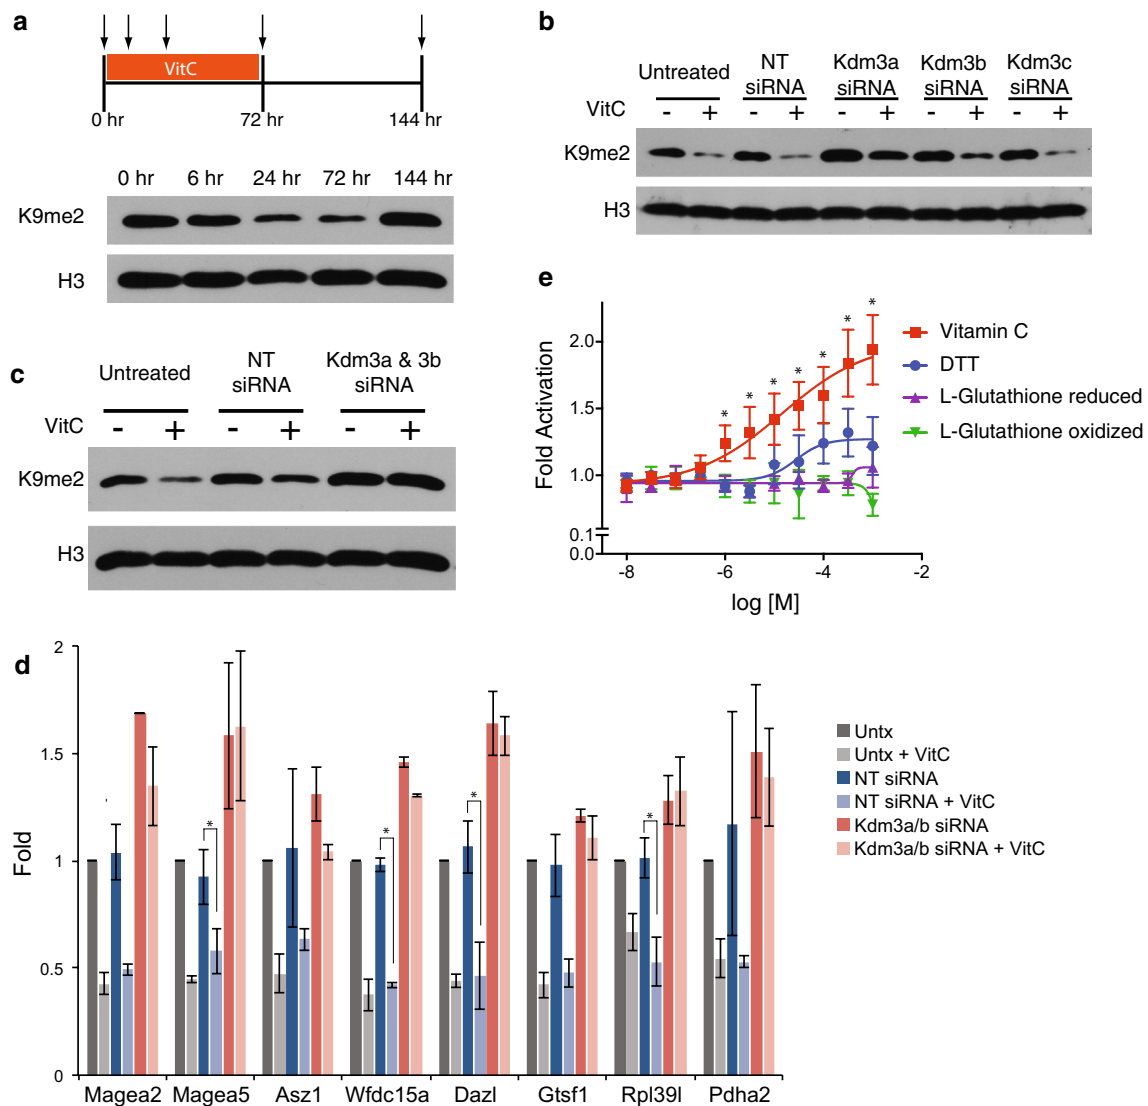 a
VitC
0 hr
72 hr
144 hr
0 hr 6 hr 24 hr 72 hr 144 hr
K9me2
H3
b
Untreated
NT siRNA
Kdm3a siRNA
Kdm3b siRNA
Kdm3c siRNA
VitC - + - + - + - + - +
K9me2
H3
c
Untreated
NT siRNA
Kdm3a & 3b siRNA
VitC - + - + - +
K9me2
H3
e
Fold Activation
2.0
1.5
1.0
0.1
0.0
* * * * * * *
-8 -6 -4 -2
log [M]
Vitamin C
DTT
L-Glutathione reduced
L-Glutathione oxidized
d
Fold
2
1.5
1
0.5
0
* * * *
Magea2 Magea5 Asz1 Wfdc15a Dazl Gtsf1 Rpl39l Pdha2
Untx
Untx + VitC
NT siRNA
NT siRNA + VitC
Kdm3a/b siRNA
Kdm3a/b siRNA + VitC